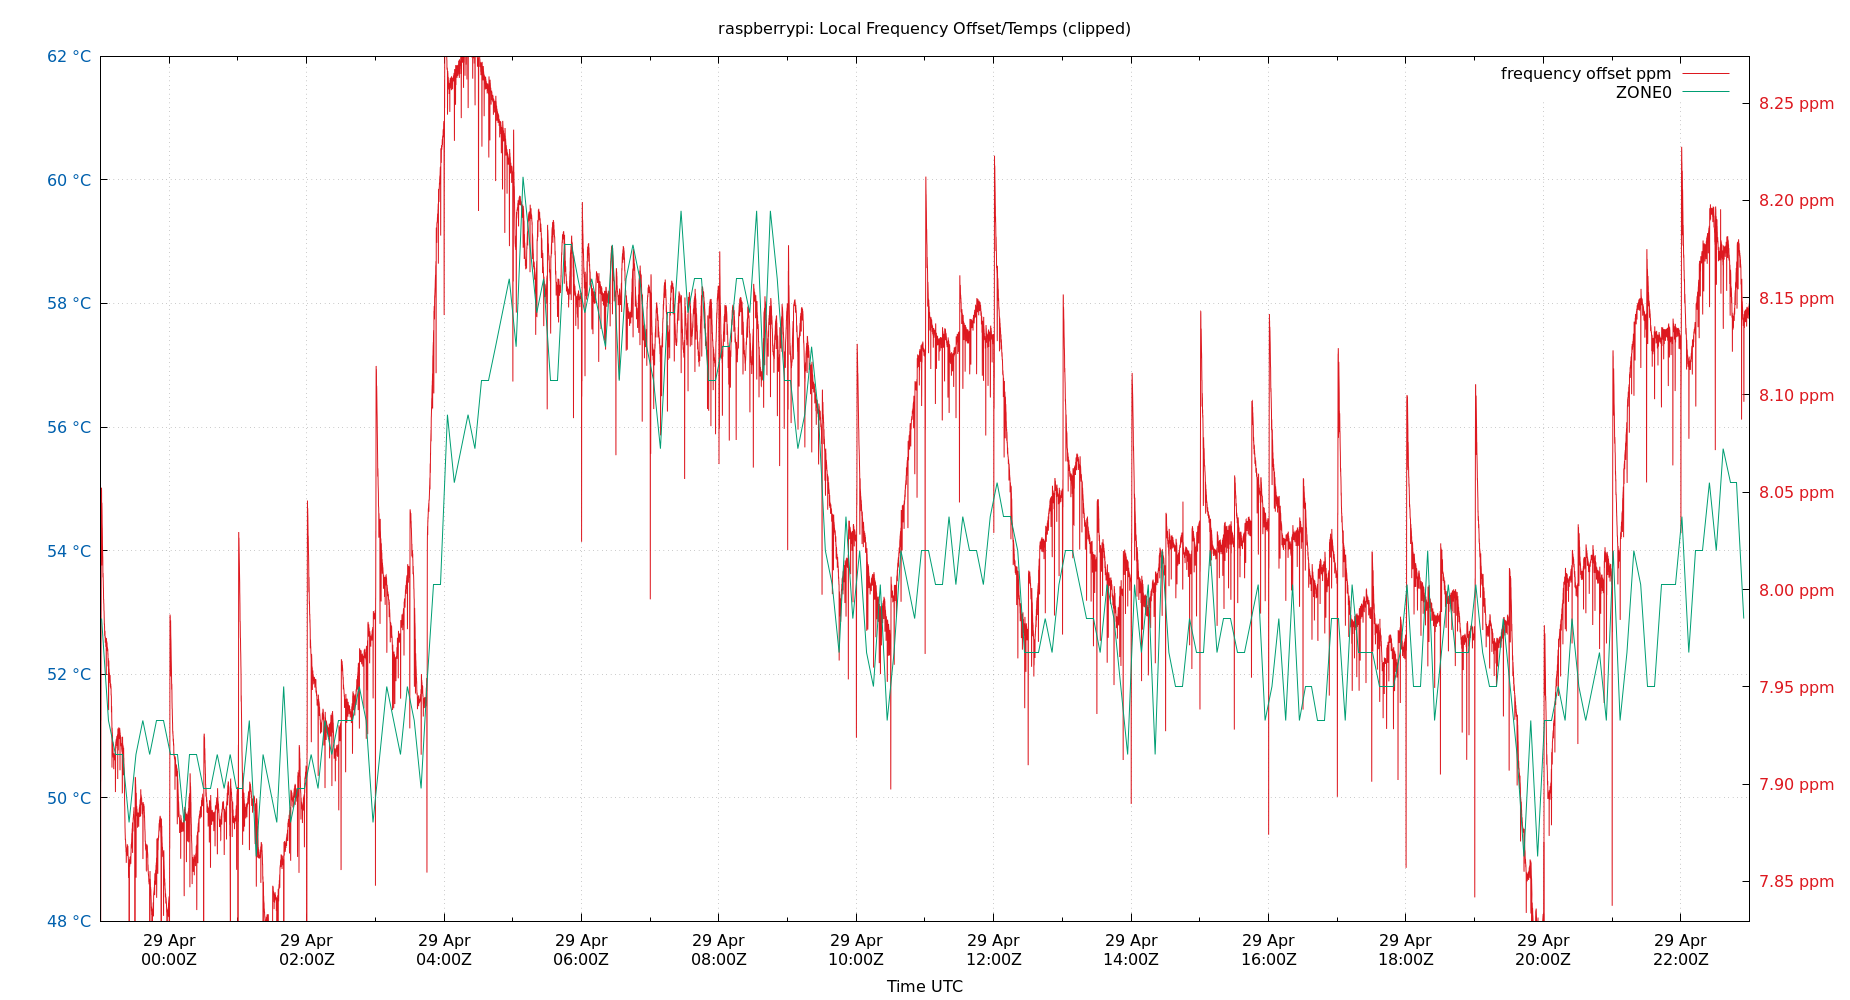 raspberrypi: Local Frequency Offset/Temps (clipped)
frequency offset ppm
ZONE0
62 °C
60 °C
58 °C
56 °C
54 °C
52 °C
50 °C
48 °C
8.25 ppm
8.20 ppm
8.15 ppm
8.10 ppm
8.05 ppm
8.00 ppm
7.95 ppm
7.90 ppm
7.85 ppm
29 Apr
00:00Z
29 Apr
02:00Z
29 Apr
04:00Z
29 Apr
06:00Z
29 Apr
08:00Z
29 Apr
10:00Z
29 Apr
12:00Z
29 Apr
14:00Z
29 Apr
16:00Z
29 Apr
18:00Z
29 Apr
20:00Z
29 Apr
22:00Z
Time UTC